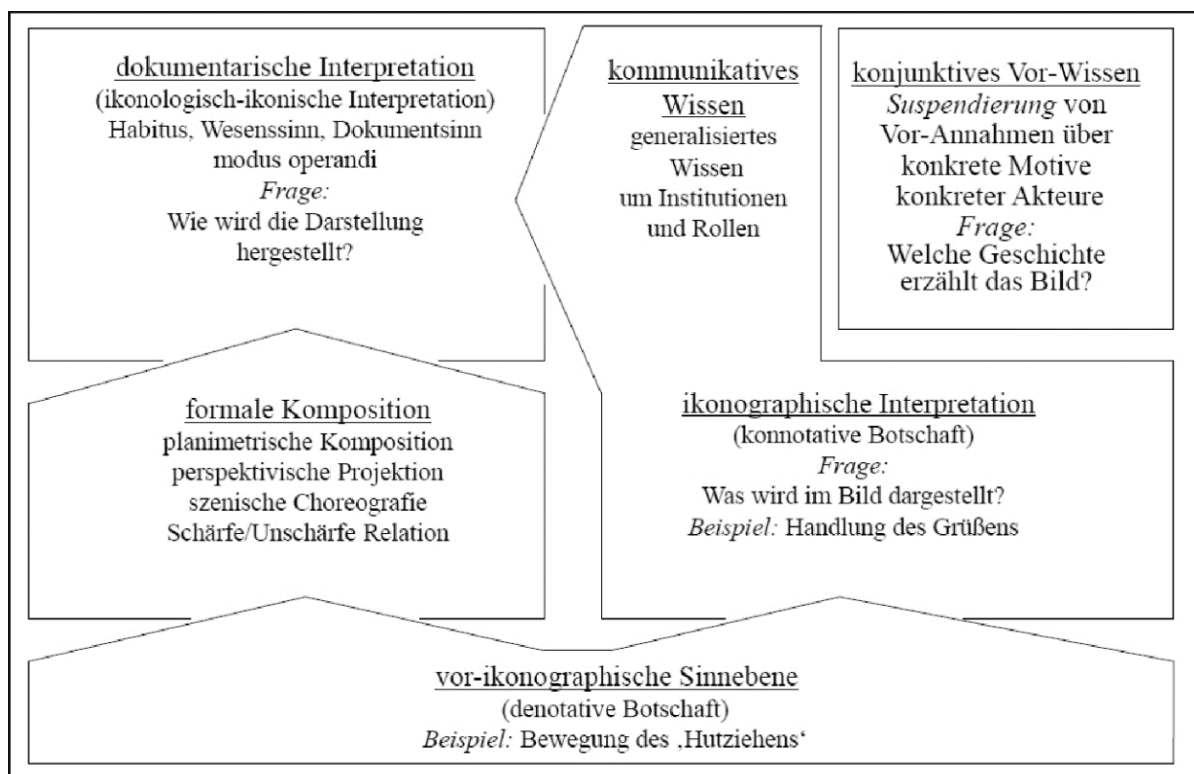 dokumentarische Interpretation
(ikonologisch-ikonische Interpretation)
Habitus, Wesenssinn, Dokumentsinn
modus operandi
Frage:
Wie wird die Darstellung
hergestellt?
kommunikatives
Wissen
generalisiertes
Wissen
um Institutionen
und Rollen
konjunktives Vor-Wissen
Suspendierung von
Vor-Annahmen über
konkrete Motive
konkreter Akteure
Frage:
Welche Geschichte
erzählt das Bild?
formale Komposition
planimetrische Komposition
perspektivische Projektion
szenische Choreografie
Schärfe/Unschärfe Relation
ikonographische Interpretation
(konnotative Botschaft)
Frage:
Was wird im Bild dargestellt?
Beispiel: Handlung des Grüßens
vor-ikonographische Sinnebene
(denotative Botschaft)
Beispiel: Bewegung des ‚Hutziehens‘